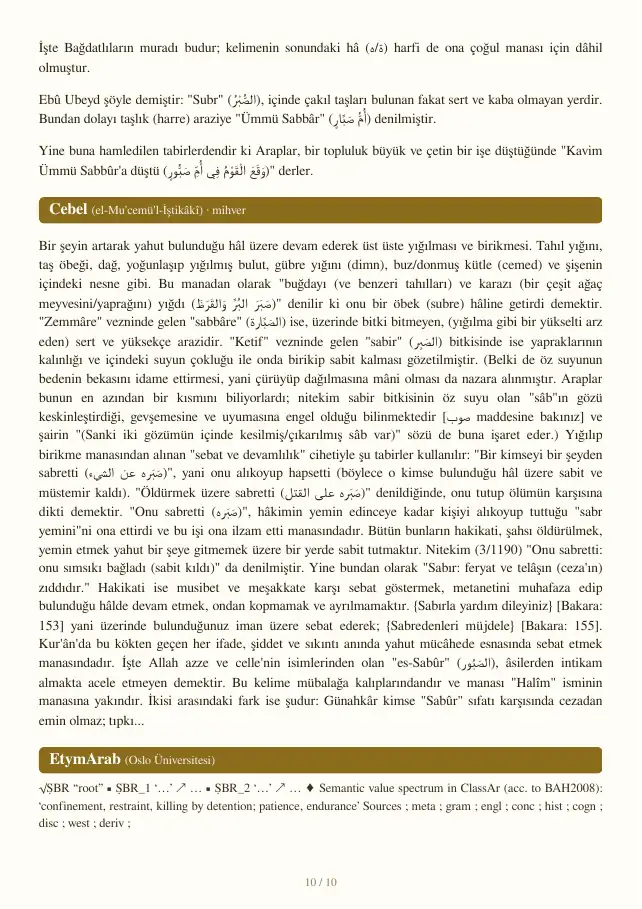 İşte Bağdatlıların muradı budur; kelimenin sonundaki hâ (ة/ه) harfi de ona çoğul manası için dâhil
olmuştur.
Ebû Ubeyd şöyle demiştir: "Subr" (الصُّبْرُ), içinde çakıl taşları bulunan fakat sert ve kaba olmayan yerdir.
Bundan dolayı taşlık (harre) araziye "Ümmü Sabbâr" (أُمُّ صَبَّارٍ) denilmiştir.
Yine buna hamledilen tabirlerdendir ki Araplar, bir topluluk büyük ve çetin bir işe düştüğünde "Kavim
Ümmü Sabbûr'a düştü (وَقَعَ الْقَوْمُ فِي أُمِّ صَبُّورٍ)" derler.
Cebel (el-Mu'cemü'l-İştikâkî) · mihver
Bir şeyin artarak yahut bulunduğu hâl üzere devam ederek üst üste yığılması ve birikmesi. Tahıl yığını,
taş öbeği, dağ, yoğunlaşıp yığılmış bulut, gübre yığını (dimn), buz/donmuş kütle (cemed) ve şişenin
içindeki nesne gibi. Bu manadan olarak "buğdayı (ve benzeri tahılları) ve karazı (bir çeşit ağaç
meyvesini/yaprağını) yığdı (صَبَرَ البُرَّ وَالقَرَظ)" denilir ki onu bir öbek (subre) hâline getirdi demektir.
"Zemmâre" vezninde gelen "sabbâre" (الصَبّارة) ise, üzerinde bitki bitmeyen, (yığılma gibi bir yükselti arz
eden) sert ve yüksekçe arazidir. "Ketif" vezninde gelen "sabir" (الصَبِر) bitkisinde ise yapraklarının
kalınlığı ve içindeki suyun çokluğu ile onda birikip sabit kalması gözetilmiştir. (Belki de öz suyunun
bedenin bekasını idame ettirmesi, yani çürüyüp dağılmasına mâni olması da nazara alınmıştır. Araplar
bunun en azından bir kısmını biliyorlardı; nitekim sabir bitkisinin öz suyu olan "sâb"ın gözü
keskinleştirdiği, gevşemesine ve uyumasına engel olduğu bilinmektedir [صوب maddesine bakınız] ve
şairin "(Sanki iki gözümün içinde kesilmiş/çıkarılmış sâb var)" sözü de buna işaret eder.) Yığılıp
birikme manasından alınan "sebat ve devamlılık" cihetiyle şu tabirler kullanılır: "Bir kimseyi bir şeyden
sabretti (صَبَره عن الشيء)", yani onu alıkoyup hapsetti (böylece o kimse bulunduğu hâl üzere sabit ve
müstemir kaldı). "Öldürmek üzere sabretti (صَبَره على القتل)" denildiğinde, onu tutup ölümün karşısına
dikti demektir. "Onu sabretti (صَبَره)", hâkimin yemin edinceye kadar kişiyi alıkoyup tuttuğu "sabr
yemini"ni ona ettirdi ve bu işi ona ilzam etti manasındadır. Bütün bunların hakikati, şahsı öldürülmek,
yemin etmek yahut bir şeye gitmemek üzere bir yerde sabit tutmaktır. Nitekim (3/1190) "Onu sabretti:
onu sımsıkı bağladı (sabit kıldı)" da denilmiştir. Yine bundan olarak "Sabır: feryat ve telâşın (ceza'ın)
zıddıdır." Hakikati ise musibet ve meşakkate karşı sebat göstermek, metanetini muhafaza edip
bulunduğu hâlde devam etmek, ondan kopmamak ve ayrılmamaktır. {Sabırla yardım dileyiniz} [Bakara:
153] yani üzerinde bulunduğunuz iman üzere sebat ederek; {Sabredenleri müjdele} [Bakara: 155].
Kur'ân'da bu kökten geçen her ifade, şiddet ve sıkıntı anında yahut mücâhede esnasında sebat etmek
manasındadır. İşte Allah azze ve celle'nin isimlerinden olan "es-Sabûr" (الصَبُور), âsilerden intikam
almakta acele etmeyen demektir. Bu kelime mübalağa kalıplarındandır ve manası "Halîm" isminin
manasına yakındır. İkisi arasındaki fark ise şudur: Günahkâr kimse "Sabûr" sıfatı karşısında cezadan
emin olmaz; tıpkı...
EtymArab (Oslo Üniversitesi)
√ṢBR “root” ▪ ṢBR_1 ‘…’ ↗ … ▪ ṢBR_2 ‘…’ ↗ … ♦ Semantic value spectrum in ClassAr (acc. to BAH2008):
‘confinement, restraint, killing by detention; patience, endurance’ Sources ; meta ; gram ; engl ; conc ; hist ; cogn ;
disc ; west ; deriv ;
10 / 10